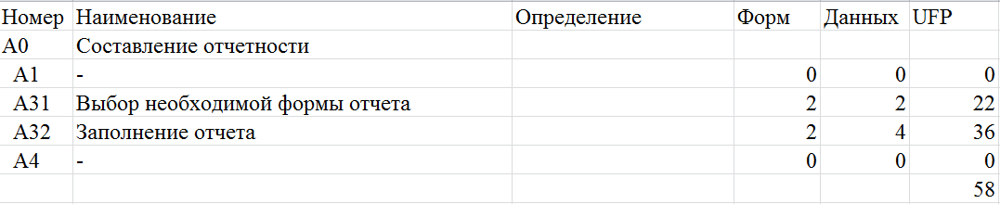 Номер Наименование Определение Форм Данных UFP
A0 Составление отчетности
A1 - 0 0 0
A31 Выбор необходимой формы отчета 2 2 22
A32 Заполнение отчета 2 4 36
A4 - 0 0 0
58